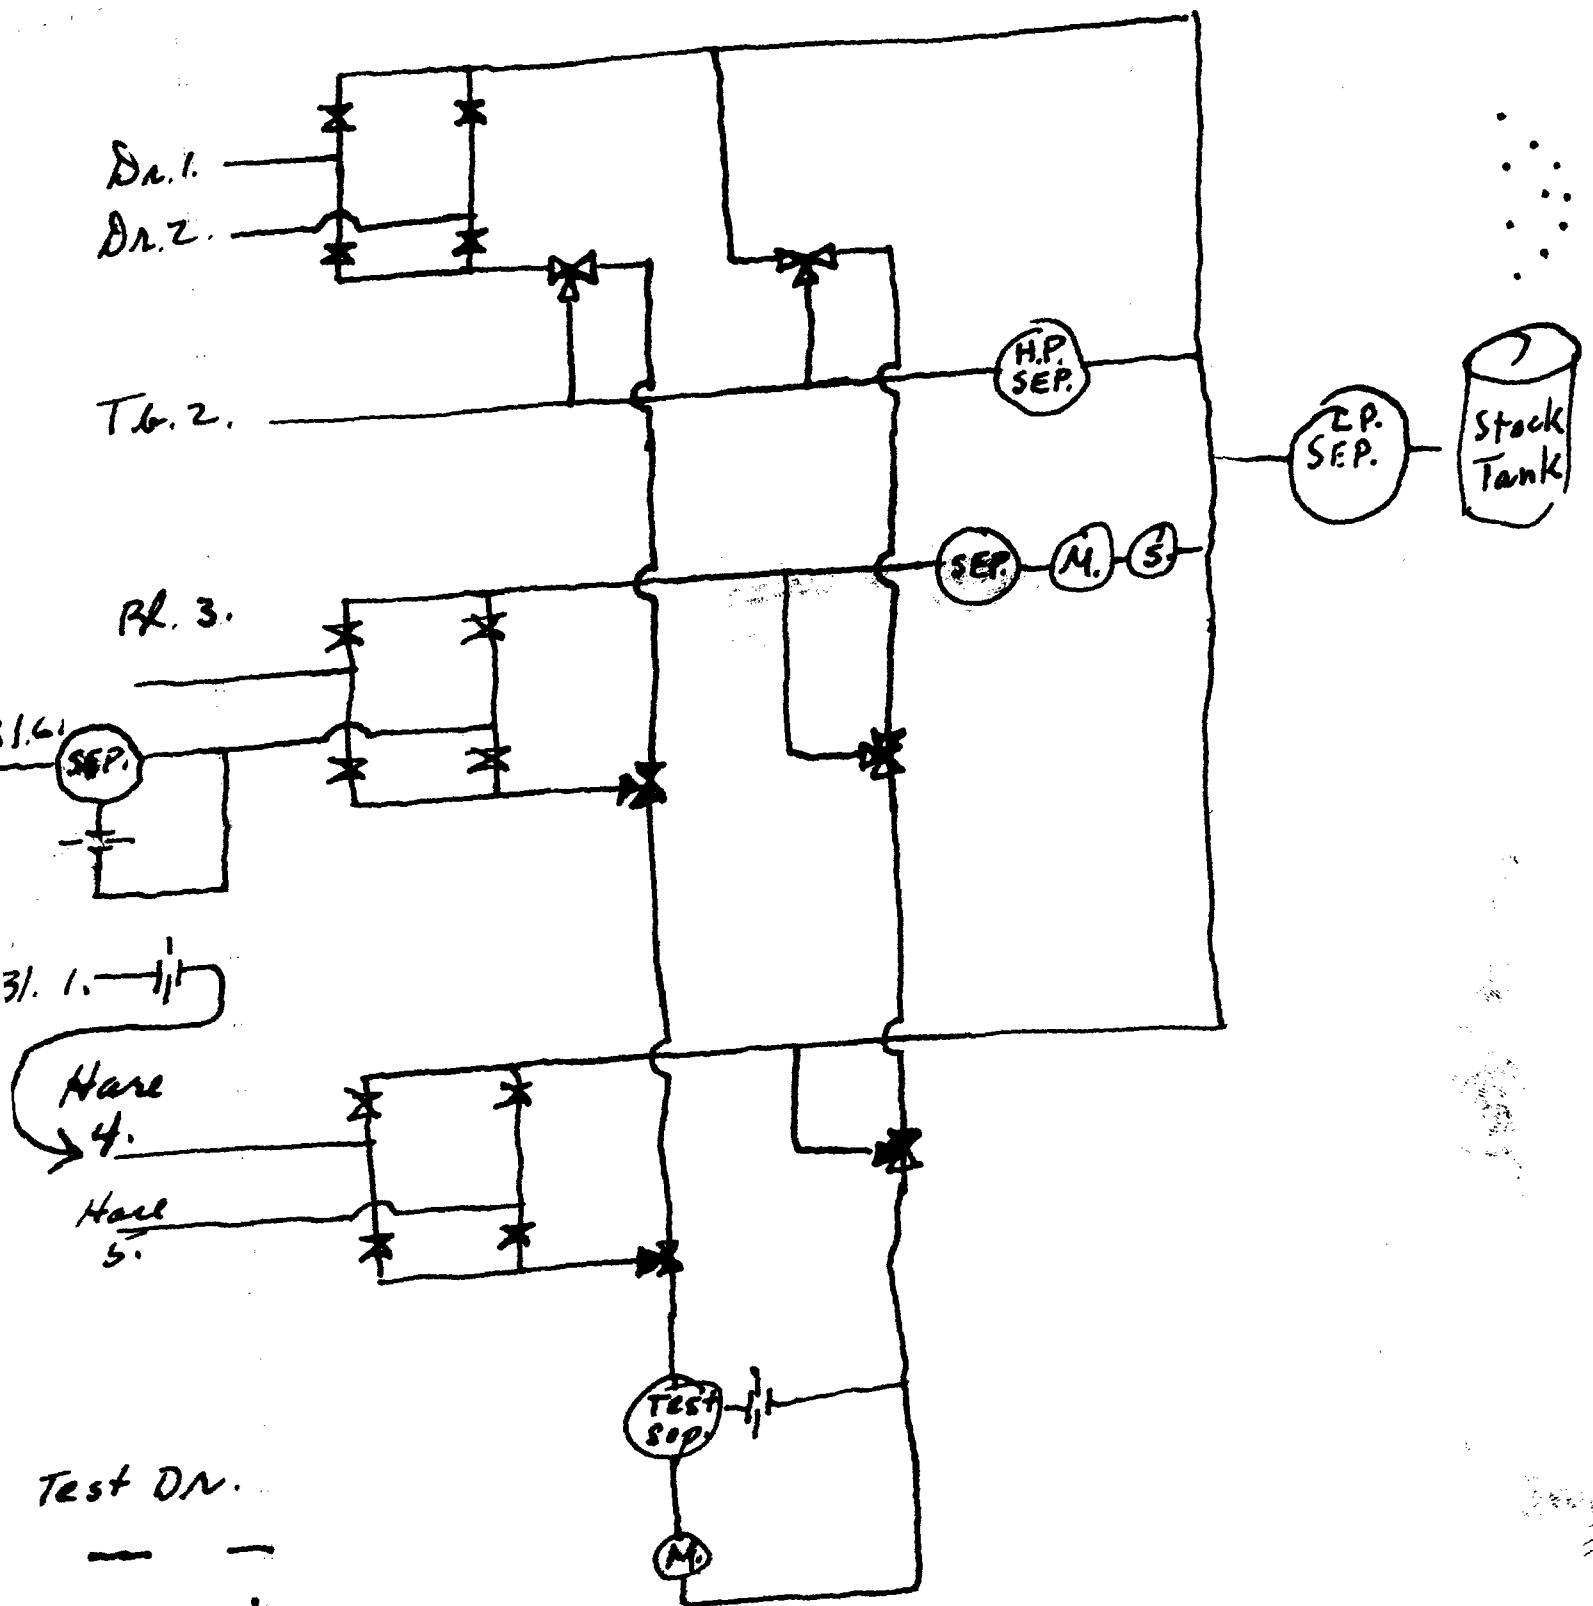 Dr. 1.
Dr. 2.
H.P.
SEP.
Tb. 2.
L.P.
SEP.
Stock
Tank
SEP.
M.
S.
Bl. 3.
SEP.
1.
Hare
4.
Hare
5.
Test
Sep.
Test Dr.
M.